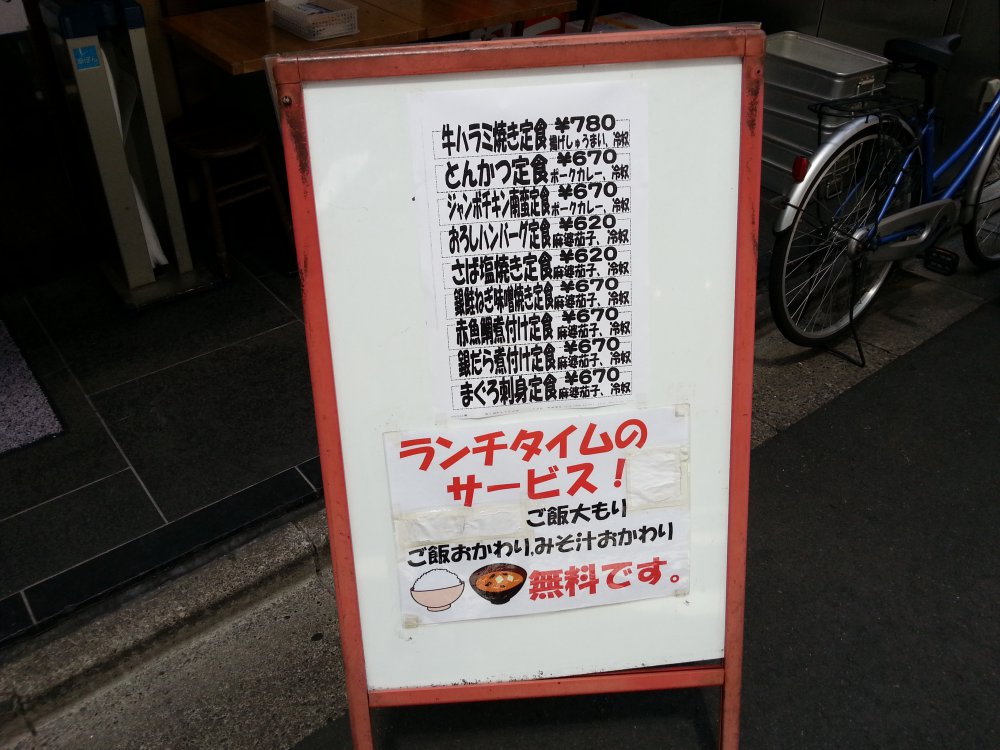 牛ハラミ焼き定食 ¥780 揚げしゅうまい、冷奴
とんかつ定食 ¥670 ポークカレー、冷奴
ジャンボチキン南蛮定食 ¥670 ポークカレー、冷奴
おろしハンバーグ定食 ¥620 麻婆茄子、冷奴
さば塩焼き定食 ¥620 麻婆茄子、冷奴
銀鮭ねぎ味噌焼き定食 ¥670 麻婆茄子、冷奴
赤魚鯛煮付け定食 ¥670 麻婆茄子、冷奴
銀だら煮付け定食 ¥670 麻婆茄子、冷奴
まぐろ刺身定食 ¥670 麻婆茄子、冷奴
ランチタイムの
サービス！
ご飯大もり
ご飯おかわり,みそ汁おかわり
無料です。